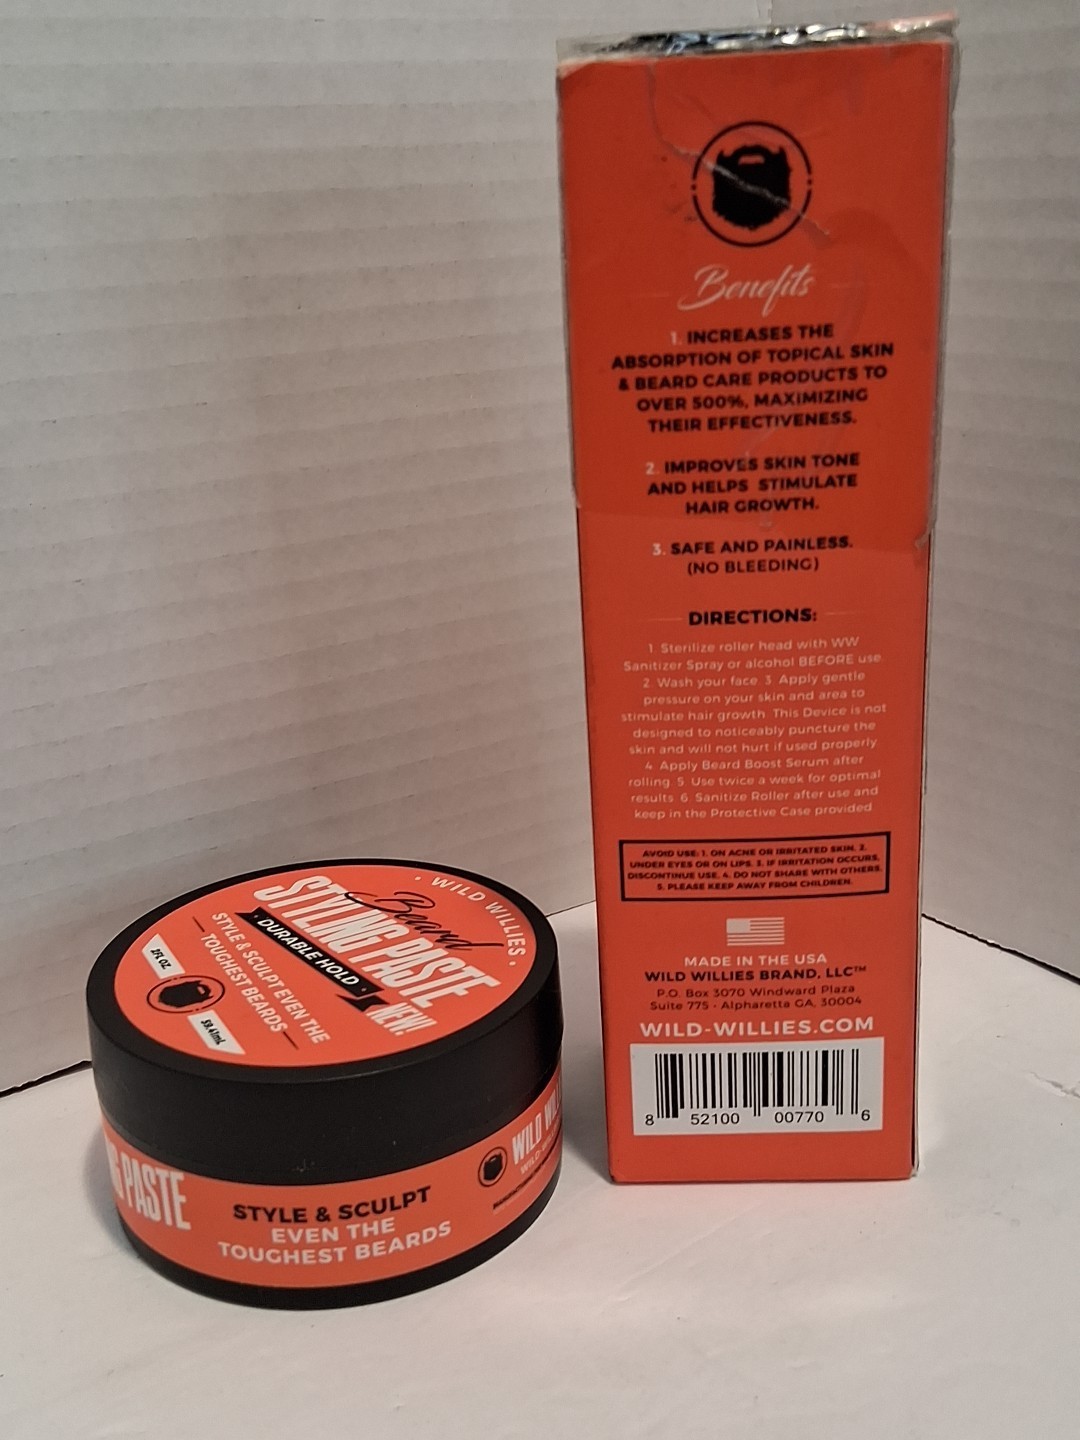 Benefits
1. INCREASES THE
ABSORPTION OF TOPICAL SKIN
& BEARD CARE PRODUCTS TO
OVER 500%, MAXIMIZING
THEIR EFFECTIVENESS.
2. IMPROVES SKIN TONE
AND HELPS STIMULATE
HAIR GROWTH.
3. SAFE AND PAINLESS.
(NO BLEEDING)
DIRECTIONS:
1. Sterilize roller head with WW
Sanitizer Spray or alcohol BEFORE use.
2. Wash your face 3. Apply gentle
pressure on your skin and area to
stimulate hair growth. This Device is not
designed to noticeably puncture the
skin and will not hurt if used properly.
4. Apply Beard Boost Serum after
rolling. 5. Use twice a week for optimal
results. 6. Sanitize Roller after use and
keep in the Protective Case provided.
AVOID USE: 1. ON ACNE OR IRRITATED SKIN. 2.
UNDER EYES OR ON LIPS. 3. IF IRRITATION OCCURS,
DISCONTINUE USE. 4. DO NOT SHARE WITH OTHERS.
5. PLEASE KEEP AWAY FROM CHILDREN.
MADE IN THE USA
WILD WILLIES BRAND, LLC™
P.O. Box 3070 Windward Plaza
Suite 775 - Alpharetta GA, 30004
WILD-WILLIES.COM
8 52100 00770 6
• WILD WILLIES •
Beard
STYLING PASTE
• DURABLE HOLD •
NEW!
STYLE & SCULPT EVEN THE
TOUGHEST BEARDS
2FL OZ.
59.41mL
PASTE
STYLE & SCULPT
EVEN THE
TOUGHEST BEARDS
WILD